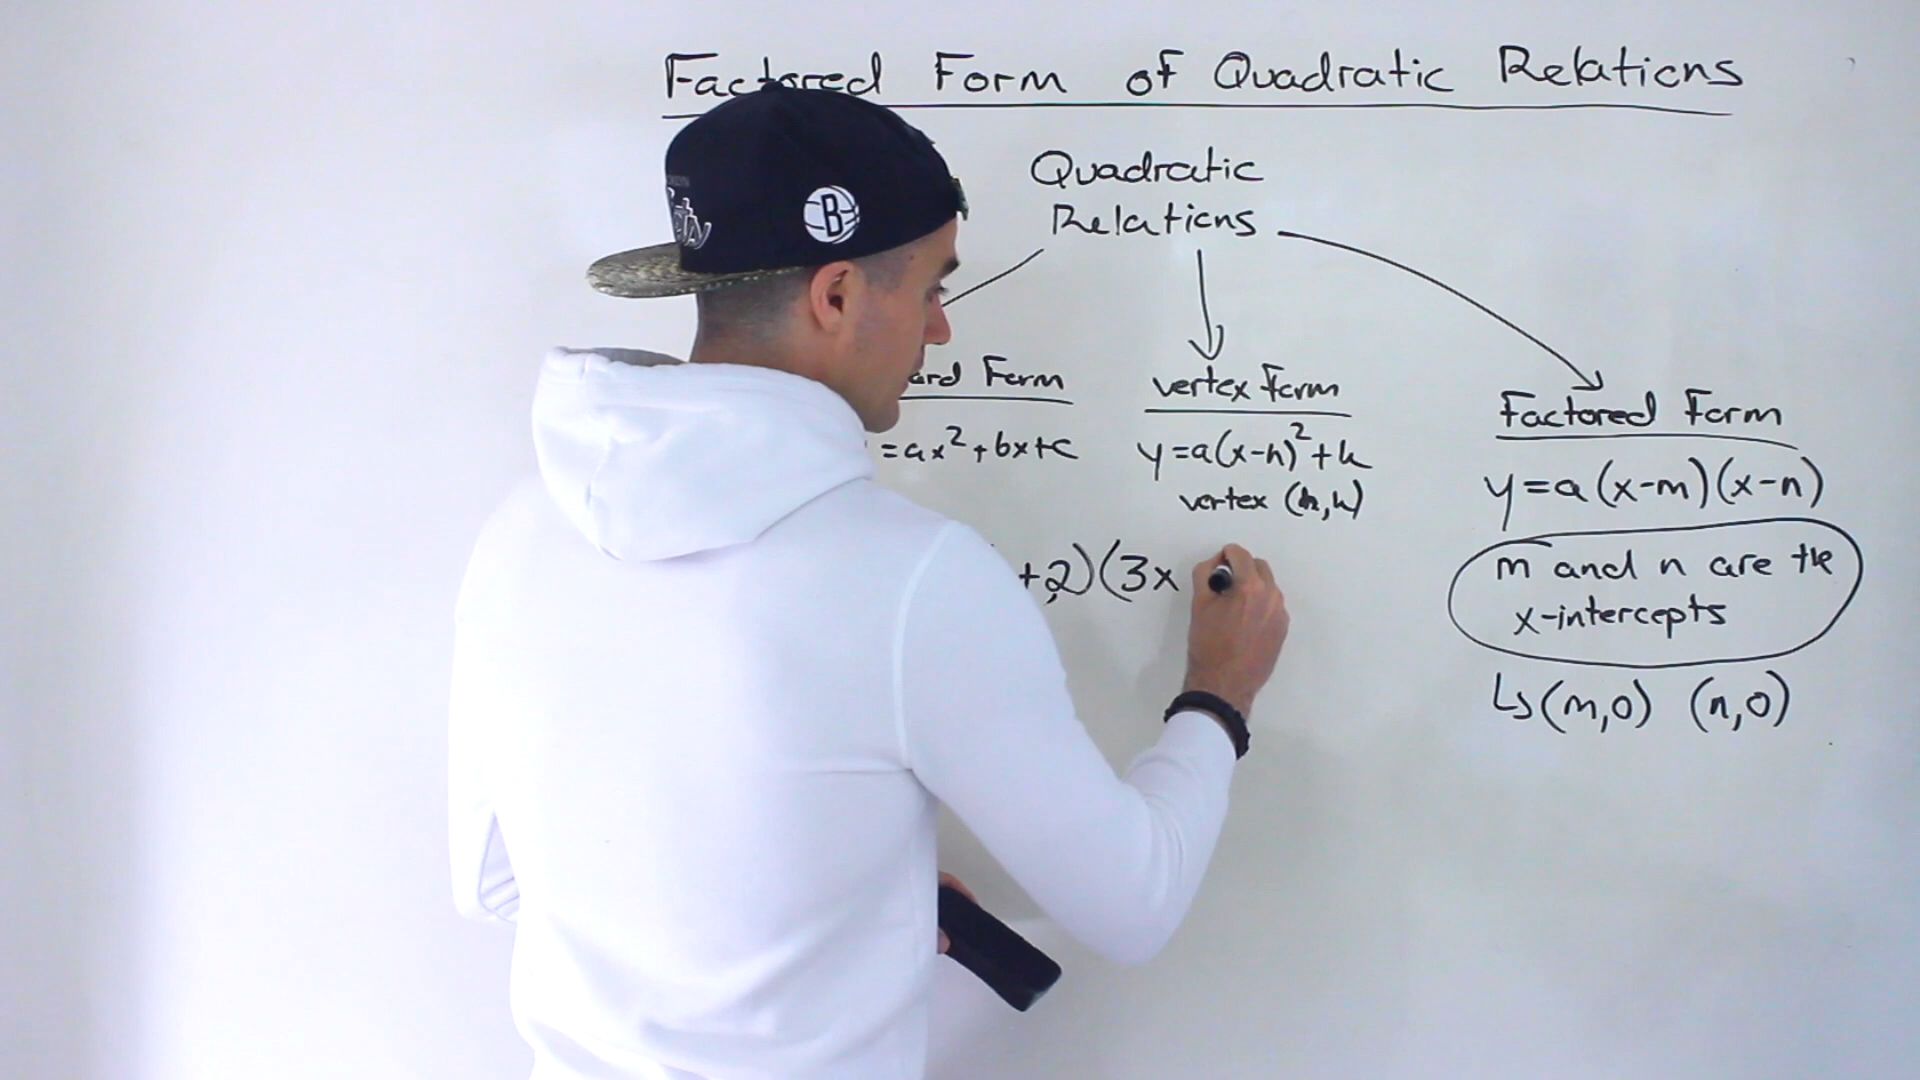 Factored Form of Quadratic Relations
Quadratic
Relations
ard Form
=ax²+bx+c
vertex Form
y=a(x-h)²+k
vertex (h,k)
Factored Form
y=a(x-m)(x-n)
m and n are the
x-intercepts
↳(m,0) (n,0)
+2)(3x
B